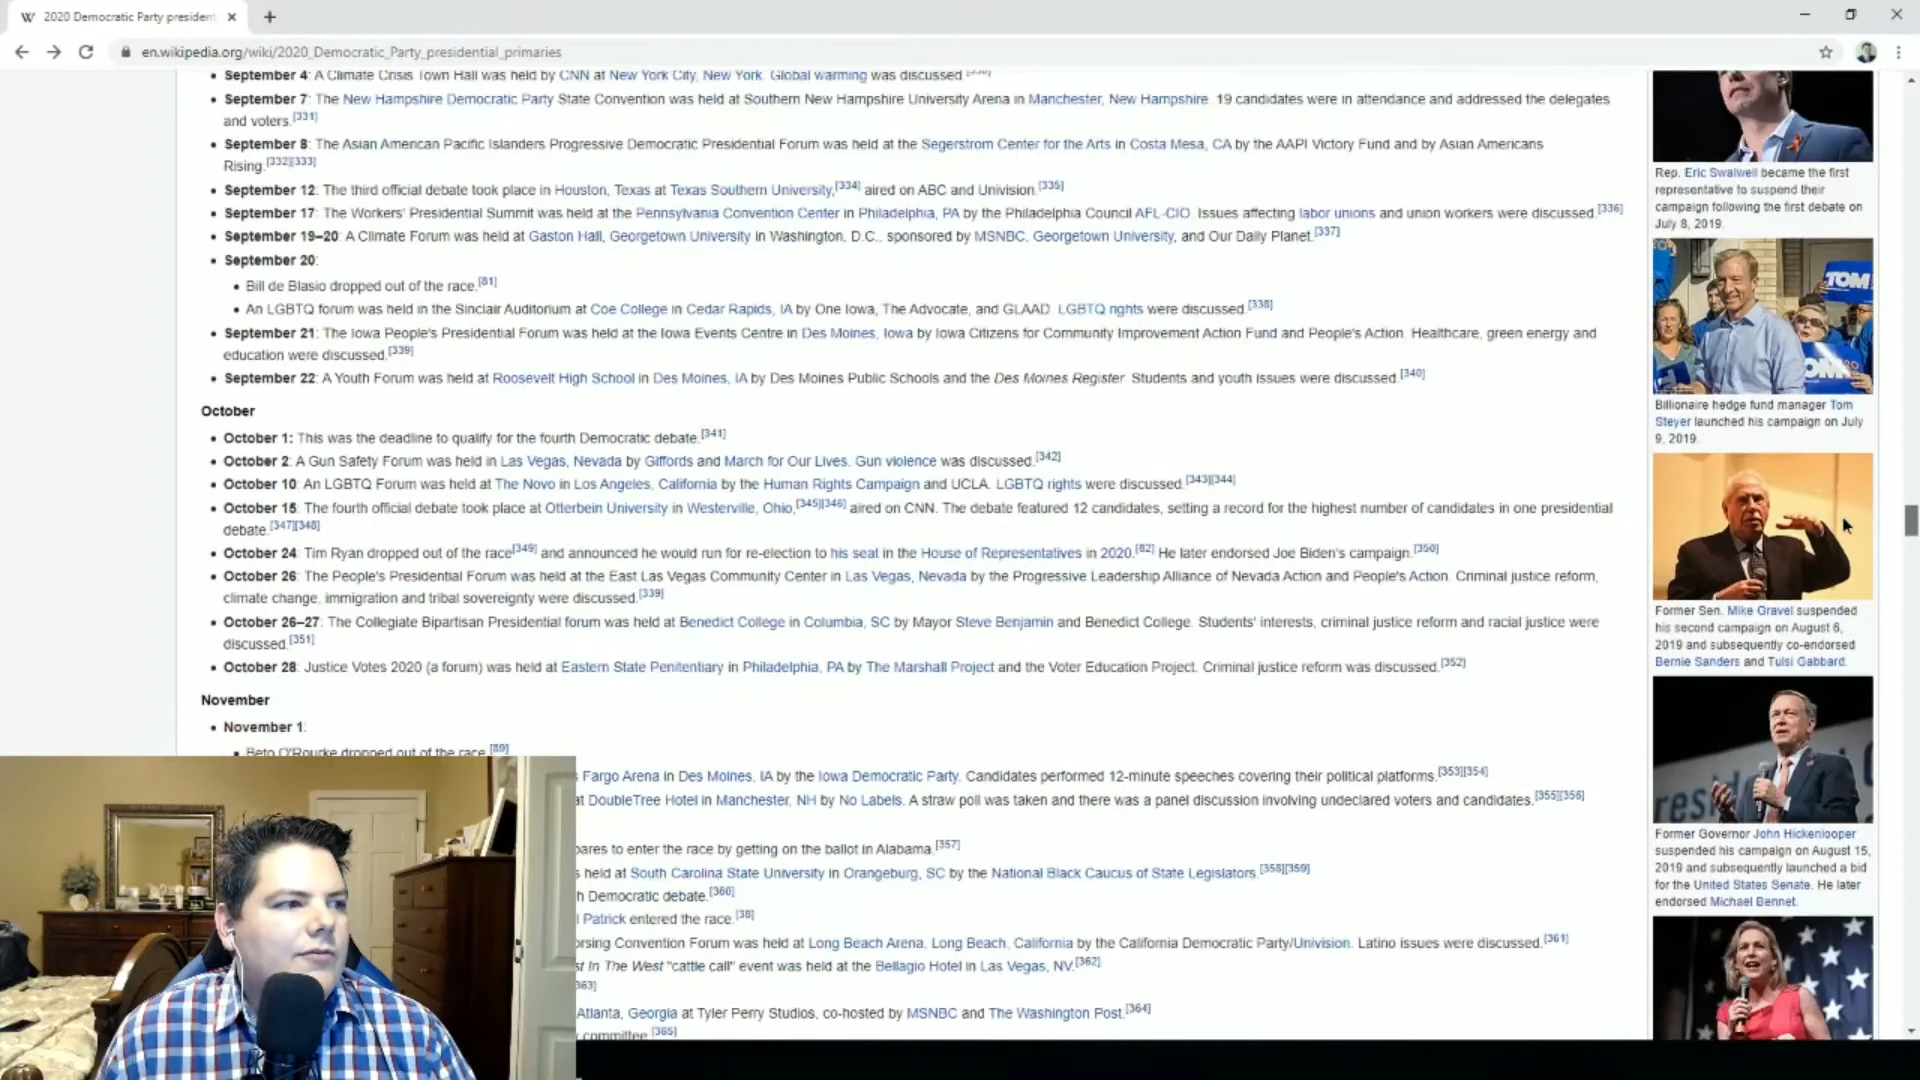 2020 Democratic Party president
en.wikipedia.org/wiki/2020_Democratic_Party_presidential_primaries
• September 4: A Climate Crisis Town Hall was held by CNN at New York City, New York. Global warming was discussed.
• September 7: The New Hampshire Democratic Party State Convention was held at Southern New Hampshire University Arena in Manchester, New Hampshire. 19 candidates were in attendance and addressed the delegates
and voters.[331]
• September 8: The Asian American Pacific Islanders Progressive Democratic Presidential Forum was held at the Segerstrom Center for the Arts in Costa Mesa, CA by the AAPI Victory Fund and by Asian Americans
Rising.[332][333]
• September 12: The third official debate took place in Houston, Texas at Texas Southern University,[334] aired on ABC and Univision.[335]
• September 17: The Workers' Presidential Summit was held at the Pennsylvania Convention Center in Philadelphia, PA by the Philadelphia Council AFL-CIO. Issues affecting labor unions and union workers were discussed.[336]
• September 19–20: A Climate Forum was held at Gaston Hall, Georgetown University in Washington, D.C., sponsored by MSNBC, Georgetown University, and Our Daily Planet.[337]
• September 20:
• Bill de Blasio dropped out of the race.[81]
• An LGBTQ forum was held in the Sinclair Auditorium at Coe College in Cedar Rapids, IA by One Iowa, The Advocate, and GLAAD. LGBTQ rights were discussed.[338]
• September 21: The Iowa People's Presidential Forum was held at the Iowa Events Centre in Des Moines, Iowa by Iowa Citizens for Community Improvement Action Fund and People's Action. Healthcare, green energy and
education were discussed.[339]
• September 22: A Youth Forum was held at Roosevelt High School in Des Moines, IA by Des Moines Public Schools and the Des Moines Register. Students and youth issues were discussed.[340]
October
• October 1: This was the deadline to qualify for the fourth Democratic debate.[341]
• October 2: A Gun Safety Forum was held in Las Vegas, Nevada by Giffords and March for Our Lives. Gun violence was discussed.[342]
• October 10: An LGBTQ Forum was held at The Novo in Los Angeles, California by the Human Rights Campaign and UCLA. LGBTQ rights were discussed.[343][344]
• October 15: The fourth official debate took place at Otterbein University in Westerville, Ohio,[345][346] aired on CNN. The debate featured 12 candidates, setting a record for the highest number of candidates in one presidential
debate.[347][348]
• October 24: Tim Ryan dropped out of the race[349] and announced he would run for re-election to his seat in the House of Representatives in 2020.[82] He later endorsed Joe Biden's campaign.[350]
• October 26: The People's Presidential Forum was held at the East Las Vegas Community Center in Las Vegas, Nevada by the Progressive Leadership Alliance of Nevada Action and People's Action. Criminal justice reform,
climate change, immigration and tribal sovereignty were discussed.[339]
• October 26–27: The Collegiate Bipartisan Presidential forum was held at Benedict College in Columbia, SC by Mayor Steve Benjamin and Benedict College. Students' interests, criminal justice reform and racial justice were
discussed.[351]
• October 28: Justice Votes 2020 (a forum) was held at Eastern State Penitentiary in Philadelphia, PA by The Marshall Project and the Voter Education Project. Criminal justice reform was discussed.[352]
November
• November 1:
• Beto O'Rourke dropped out of the race.[89]
Fargo Arena in Des Moines, IA by the Iowa Democratic Party. Candidates performed 12-minute speeches covering their political platforms.[353][354]
at DoubleTree Hotel in Manchester, NH by No Labels. A straw poll was taken and there was a panel discussion involving undeclared voters and candidates.[355][356]
pares to enter the race by getting on the ballot in Alabama.[357]
s held at South Carolina State University in Orangeburg, SC by the National Black Caucus of State Legislators.[358][359]
h Democratic debate.[360]
l Patrick entered the race.[38]
orsing Convention Forum was held at Long Beach Arena, Long Beach, California by the California Democratic Party/Univision. Latino issues were discussed.[361]
st In The West "cattle call" event was held at the Bellagio Hotel in Las Vegas, NV.[362]
363]
Atlanta, Georgia at Tyler Perry Studios, co-hosted by MSNBC and The Washington Post.[364]
committee.[365]
Rep. Eric Swalwell became the first
representative to suspend their
campaign following the first debate on
July 8, 2019.
TOM
Billionaire hedge fund manager Tom
Steyer launched his campaign on July
9, 2019.
Former Sen. Mike Gravel suspended
his second campaign on August 6,
2019 and subsequently co-endorsed
Bernie Sanders and Tulsi Gabbard.
resid
Former Governor John Hickenlooper
suspended his campaign on August 15,
2019 and subsequently launched a bid
for the United States Senate. He later
endorsed Michael Bennet.